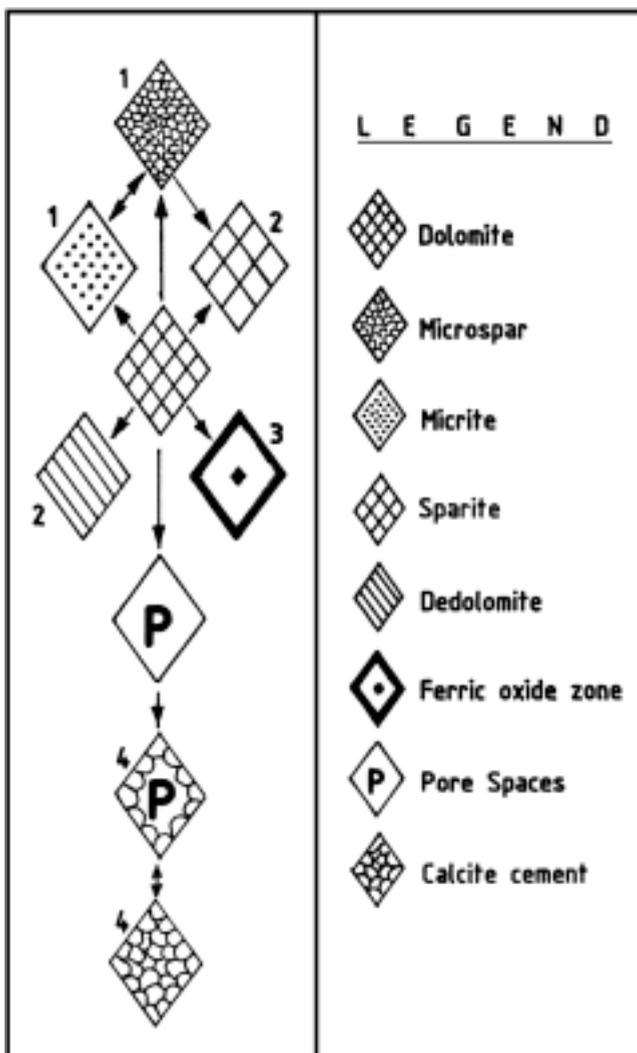 1
1
2
3
2
P
4
P
4
L E G E N D
Dolomite
Microspar
Micrite
Sparite
Dedolomite
Ferric oxide zone
P Pore Spaces
Calcite cement